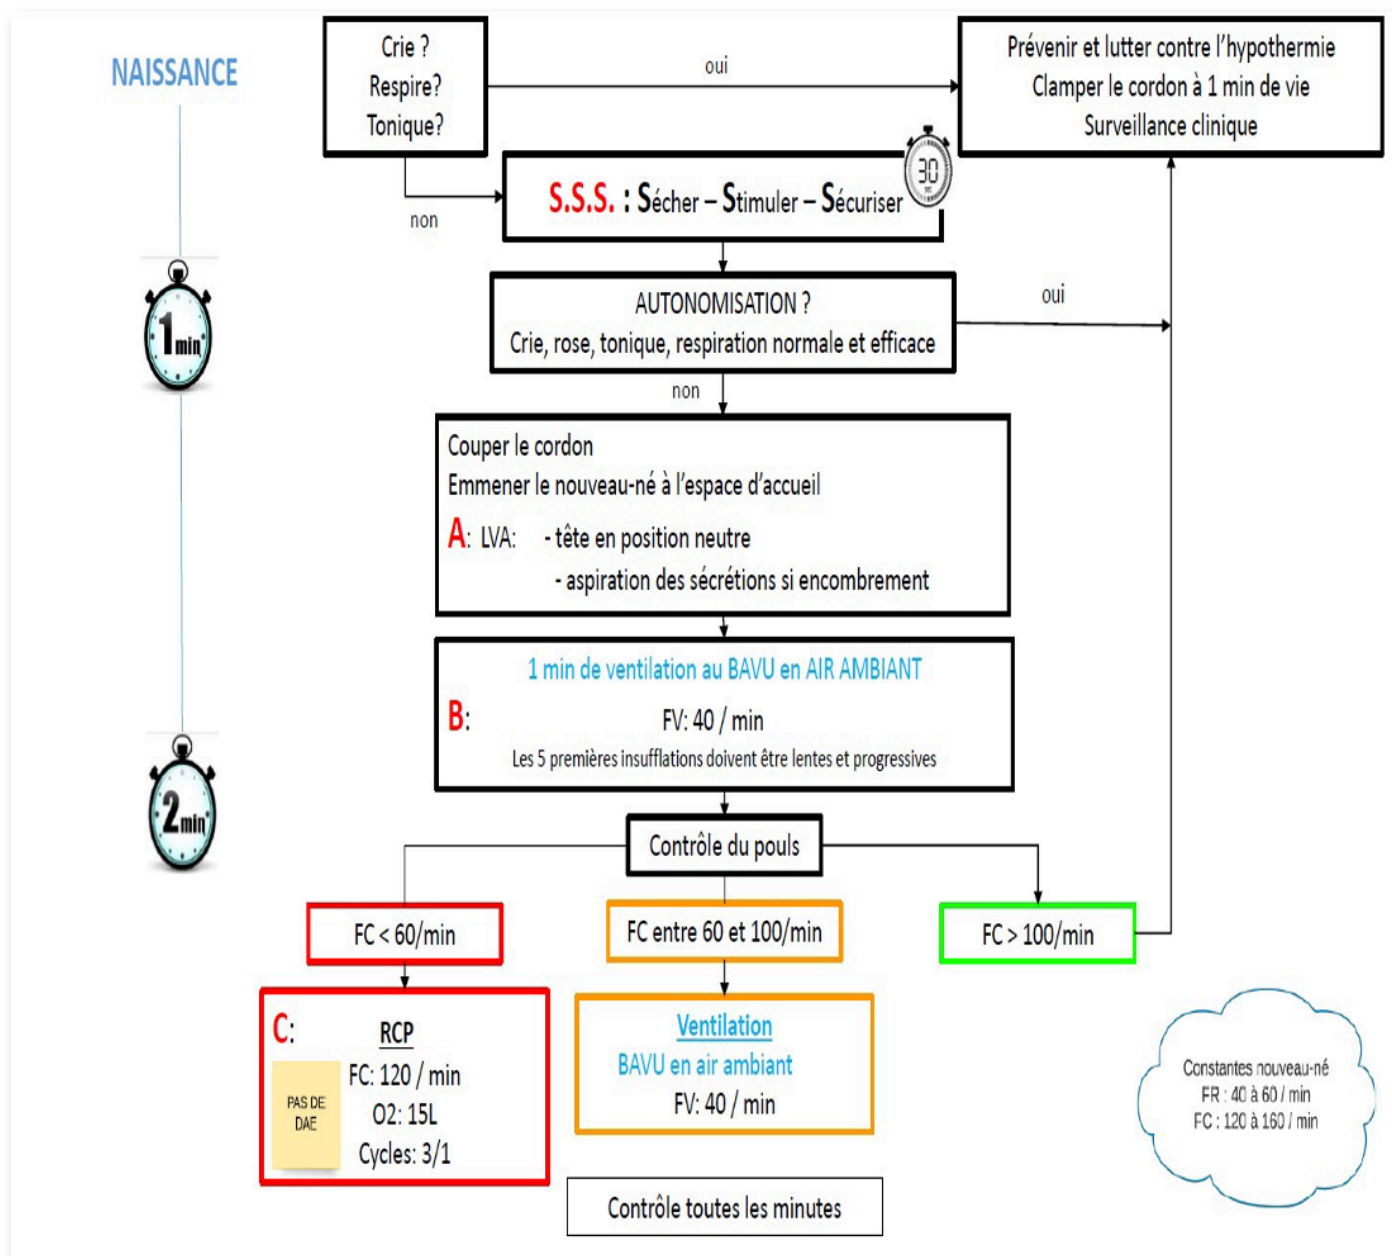 NAISSANCE
Crie ?
Respire?
Tonique?
oui
Prévenir et lutter contre l'hypothermie
Clamper le cordon à 1 min de vie
Surveillance clinique
non
S.S.S. : Sécher – Stimuler – Sécuriser
30
SEC
1 min
AUTONOMISATION ?
Crie, rose, tonique, respiration normale et efficace
oui
non
Couper le cordon
Emmener le nouveau-né à l'espace d'accueil
A: LVA: - tête en position neutre
- aspiration des sécrétions si encombrement
1 min de ventilation au BAVU en AIR AMBIANT
B: FV: 40 / min
Les 5 premières insufflations doivent être lentes et progressives
2 min
Contrôle du pouls
FC < 60/min
FC entre 60 et 100/min
FC > 100/min
C: RCP
FC: 120 / min
O2: 15L
Cycles: 3/1
PAS DE
DAE
Ventilation
BAVU en air ambiant
FV: 40 / min
Constantes nouveau-né
FR : 40 à 60 / min
FC : 120 à 160 / min
Contrôle toutes les minutes